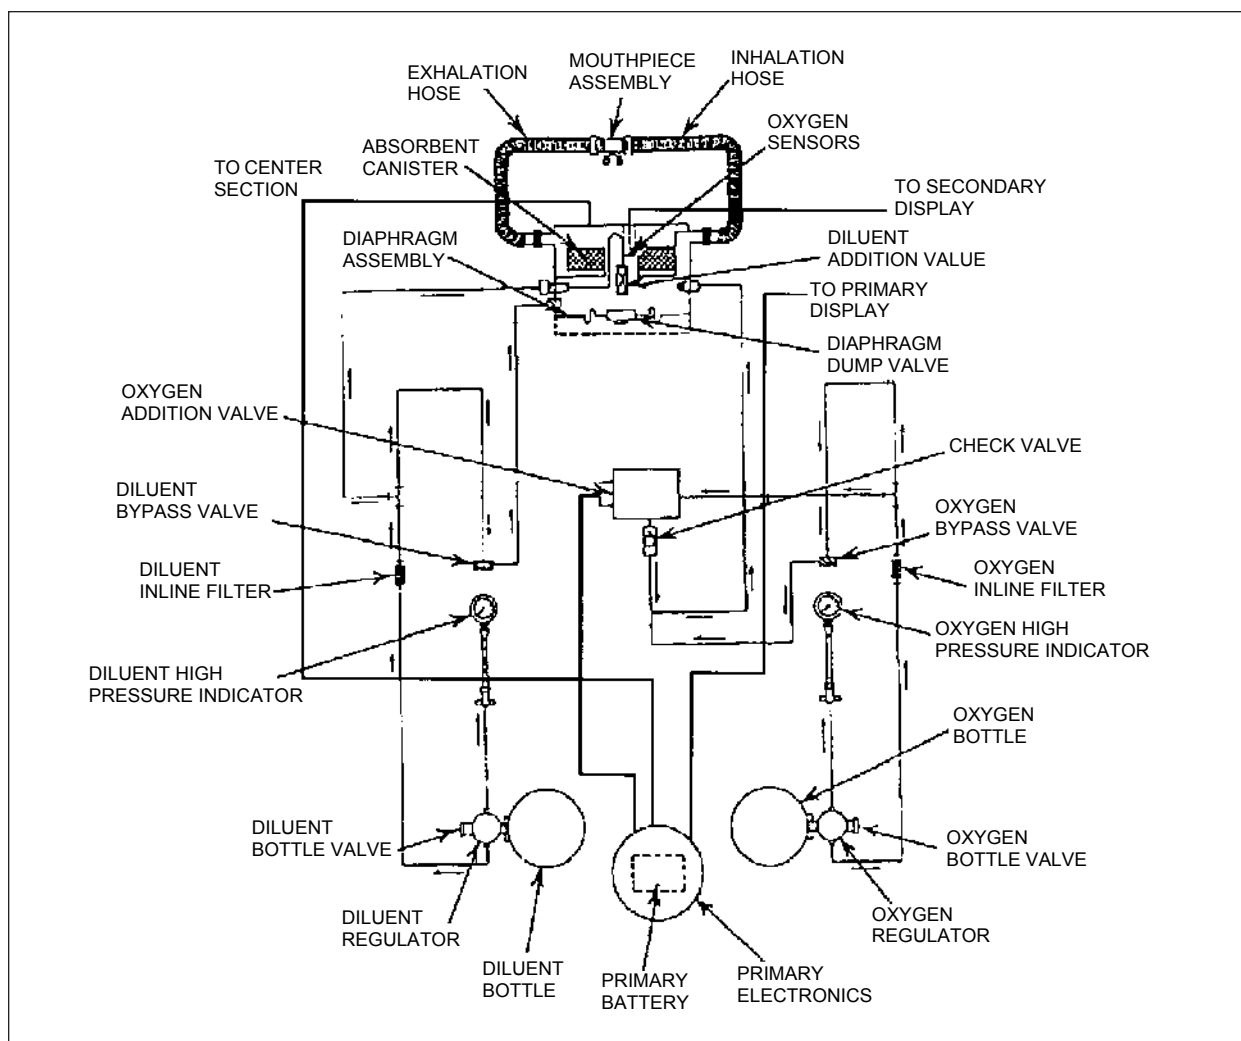 EXHALATION
HOSE
MOUTHPIECE
ASSEMBLY
INHALATION
HOSE
OXYGEN
SENSORS
ABSORBENT
CANISTER
TO CENTER
SECTION
TO SECONDARY
DISPLAY
DIAPHRAGM
ASSEMBLY
DILUENT
ADDITION VALUE
TO PRIMARY
DISPLAY
DIAPHRAGM
DUMP VALVE
OXYGEN
ADDITION VALVE
CHECK VALVE
DILUENT
BYPASS VALVE
OXYGEN
BYPASS VALVE
DILUENT
INLINE FILTER
OXYGEN
INLINE FILTER
OXYGEN HIGH
PRESSURE INDICATOR
DILUENT HIGH
PRESSURE INDICATOR
OXYGEN
BOTTLE
DILUENT
BOTTLE VALVE
OXYGEN
BOTTLE VALVE
DILUENT
REGULATOR
OXYGEN
REGULATOR
DILUENT
BOTTLE
PRIMARY
BATTERY
PRIMARY
ELECTRONICS